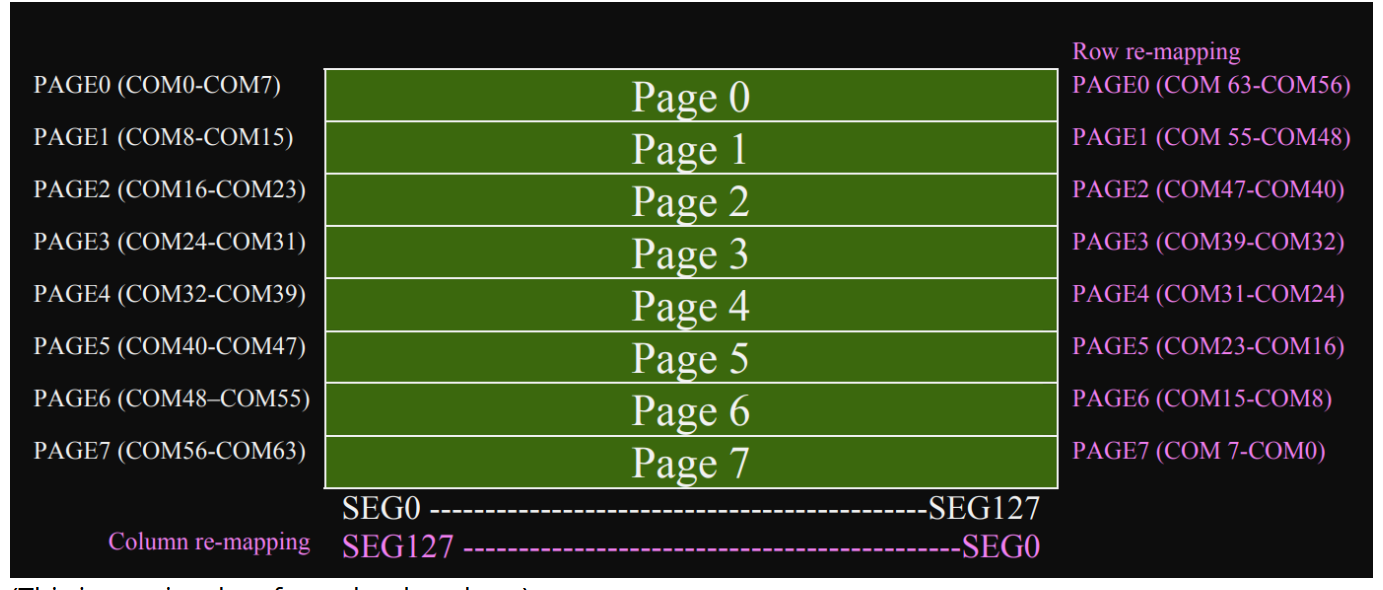 Row re-mapping
PAGE0 (COM0-COM7) Page 0 PAGE0 (COM 63-COM56)
PAGE1 (COM8-COM15) Page 1 PAGE1 (COM 55-COM48)
PAGE2 (COM16-COM23) Page 2 PAGE2 (COM47-COM40)
PAGE3 (COM24-COM31) Page 3 PAGE3 (COM39-COM32)
PAGE4 (COM32-COM39) Page 4 PAGE4 (COM31-COM24)
PAGE5 (COM40-COM47) Page 5 PAGE5 (COM23-COM16)
PAGE6 (COM48–COM55) Page 6 PAGE6 (COM15-COM8)
PAGE7 (COM56-COM63) Page 7 PAGE7 (COM 7-COM0)
SEG0 ---------------------------------------------SEG127
Column re-mapping SEG127 ---------------------------------------------SEG0